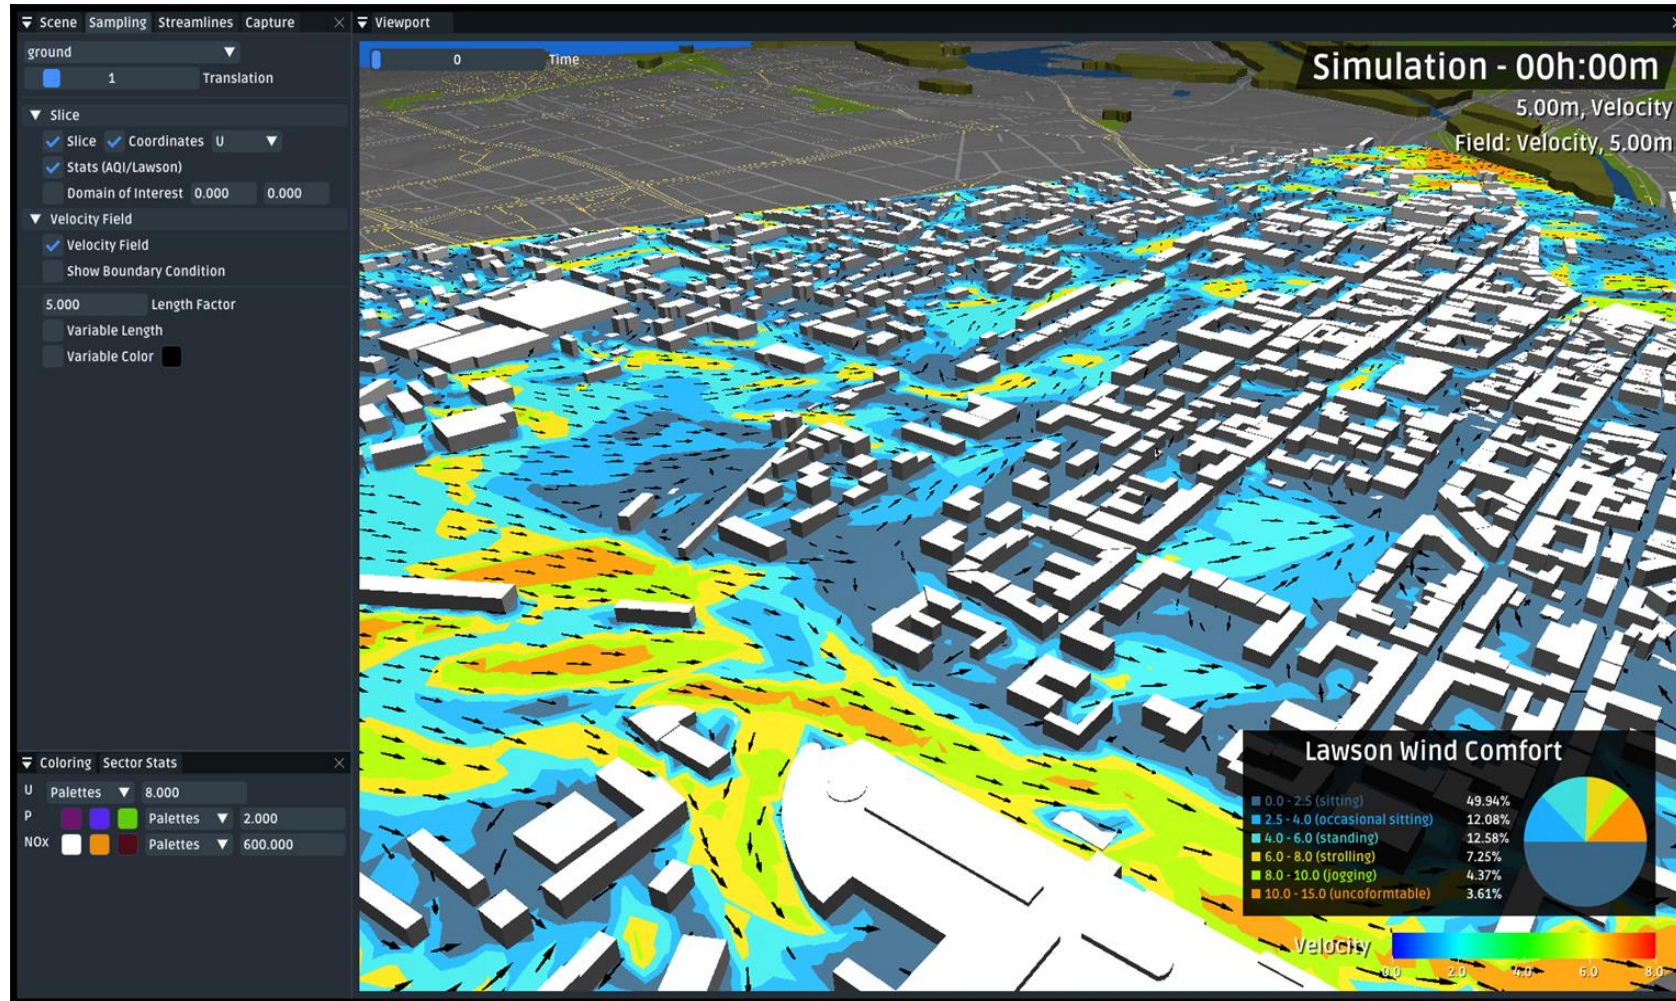 Scene Sampling Streamlines Capture
ground
1 Translation
Slice
Slice Coordinates U
Stats (AQI/Lawson)
Domain of Interest 0.000 0.000
Velocity Field
Velocity Field
Show Boundary Condition
5.000 Length Factor
Variable Length
Variable Color
Coloring Sector Stats
U Palettes 8.000
P Palettes 2.000
NOx Palettes 600.000
Viewport
0 Time
Simulation - 00h:00m
5.00m, Velocity
Field: Velocity, 5.00m
Lawson Wind Comfort
0.0 - 2.5 (sitting) 49.94%
2.5 - 4.0 (occasional sitting) 12.08%
4.0 - 6.0 (standing) 12.58%
6.0 - 8.0 (strolling) 7.25%
8.0 - 10.0 (jogging) 4.37%
10.0 - 15.0 (uncoformtable) 3.61%
Velocity
0.0 2.0 4.0 6.0 8.0